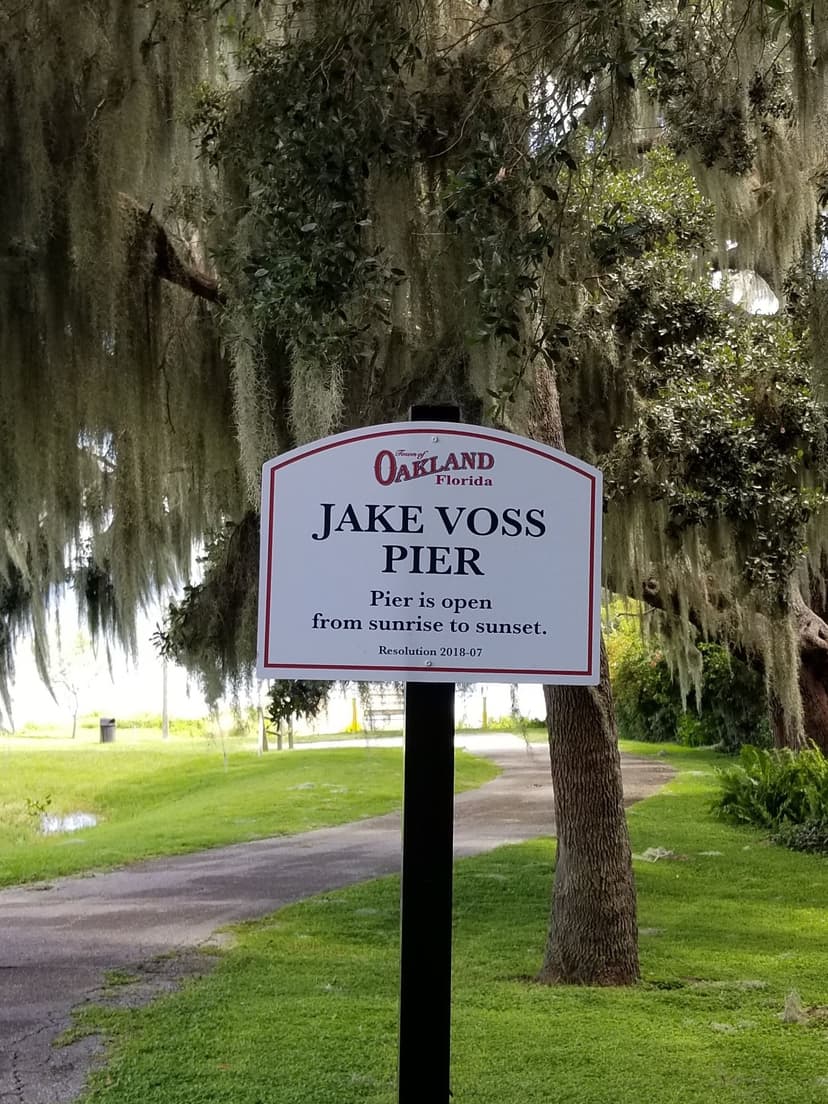 Town of
OAKLAND
Florida
JAKE VOSS
PIER
Pier is open
from sunrise to sunset.
Resolution 2018-07